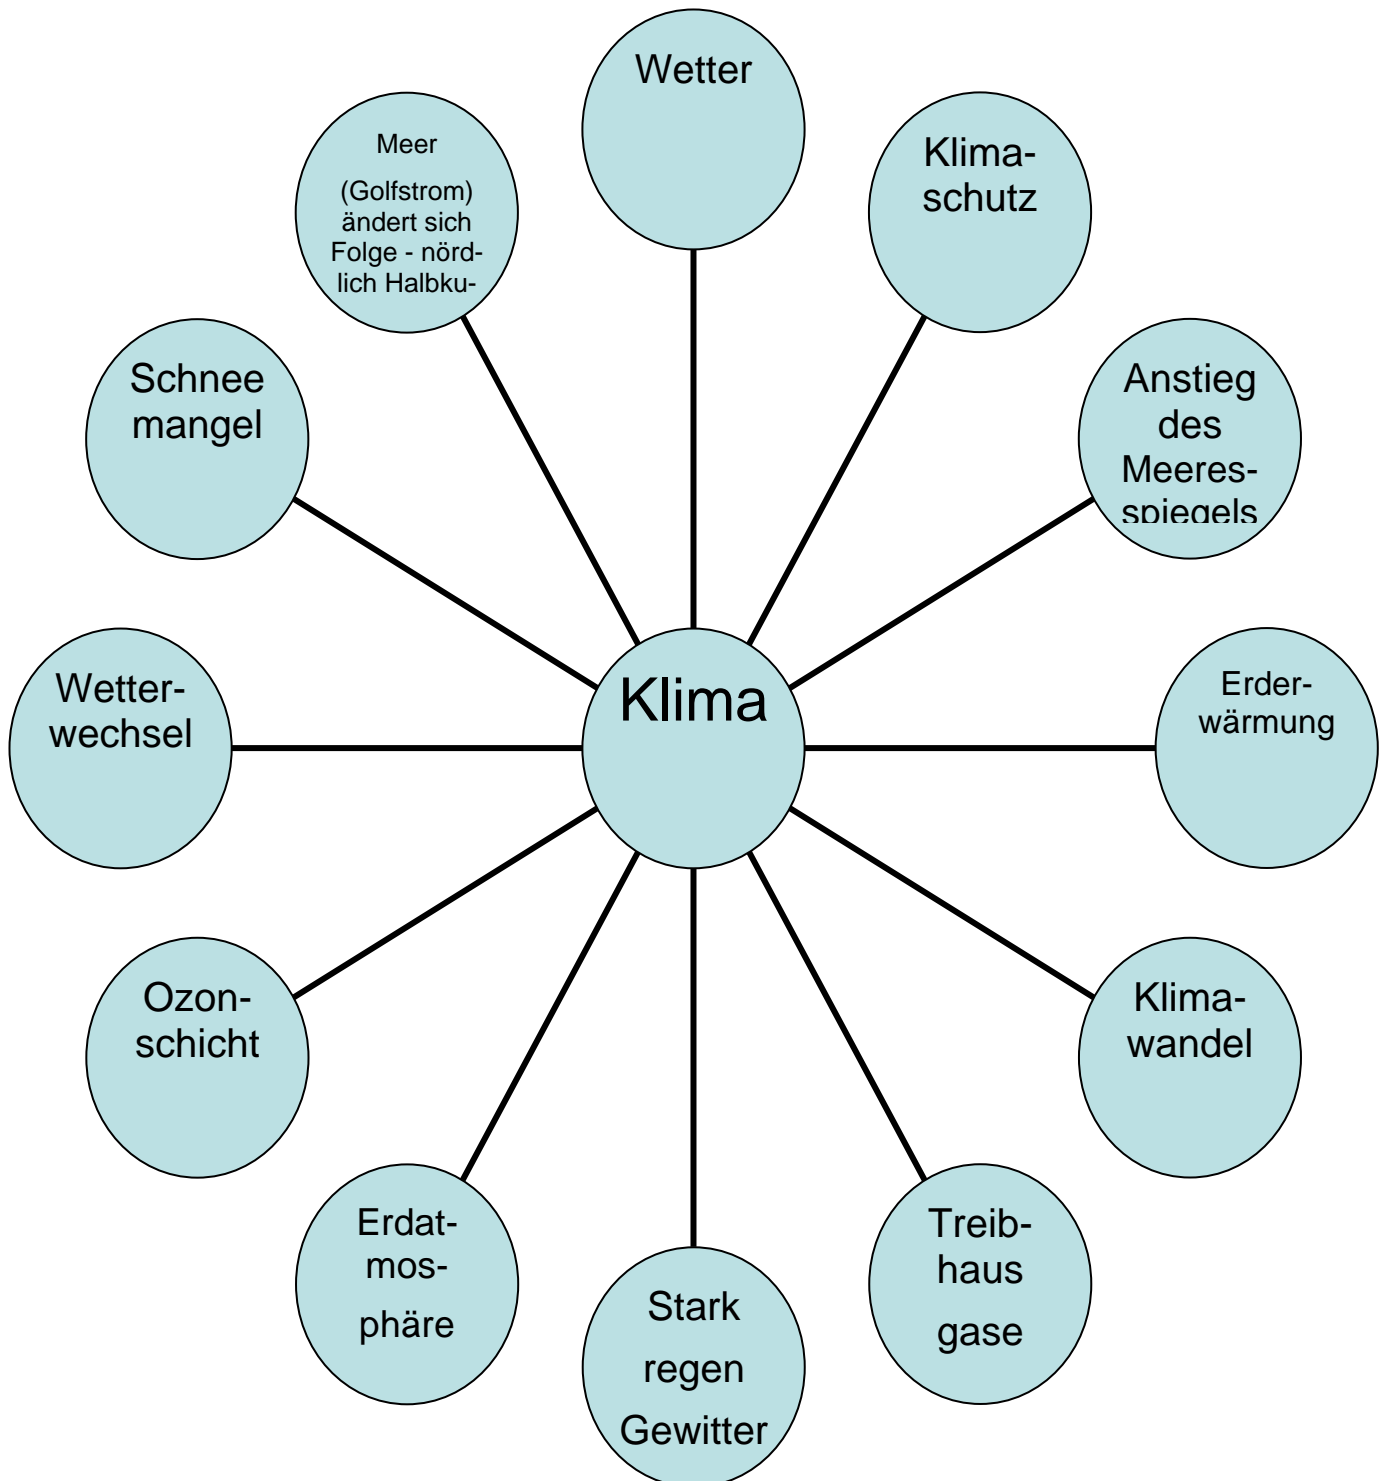 Wetter
Klima-
schutz
Anstieg
des
Meeres-
spiegels
Erder-
wärmung
Klima-
wandel
Treib-
haus
gase
Stark
regen
Gewitter
Erdat-
mos-
phäre
Ozon-
schicht
Wetter-
wechsel
Schnee
mangel
Meer
(Golfstrom)
ändert sich
Folge - nörd-
lich Halbku-
Klima